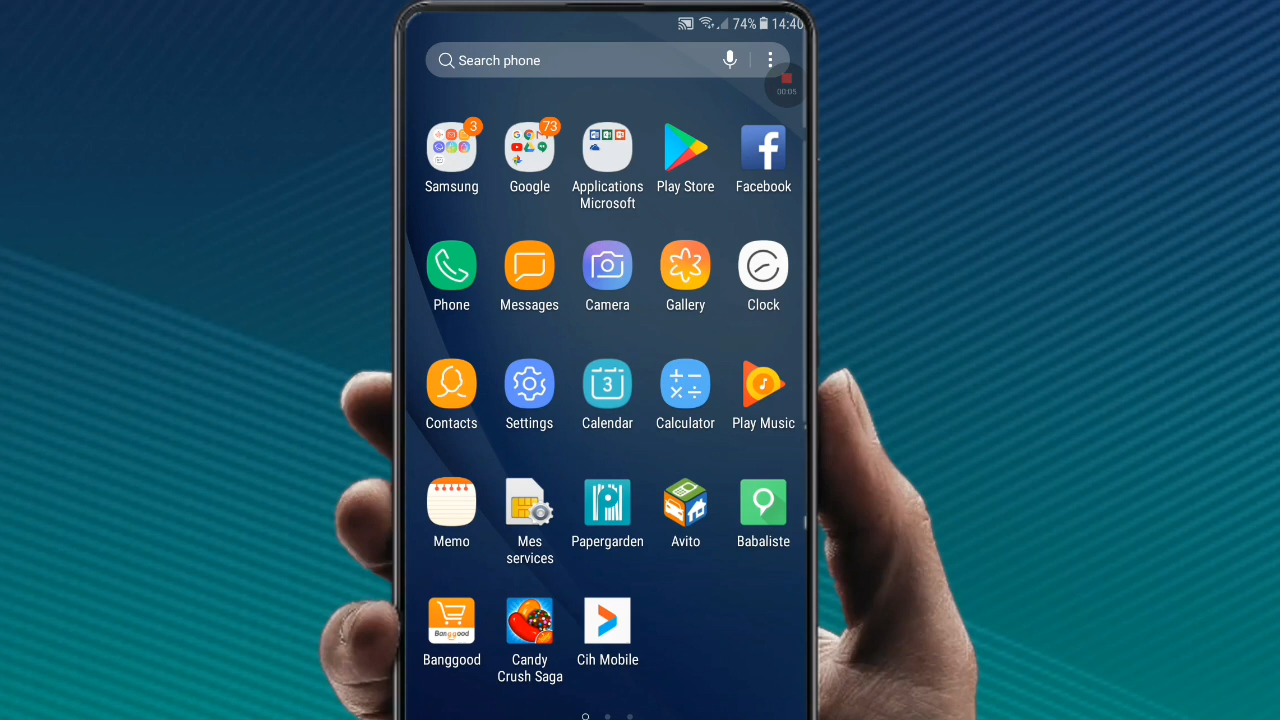 74% 14:40
Search phone
00:05
3
73
Samsung
Google
Applications
Microsoft
Play Store
Facebook
Phone
Messages
Camera
Gallery
Clock
3
Contacts
Settings
Calendar
Calculator
Play Music
Memo
Mes
services
Papergarden
Avito
Babaliste
Banggood
Banggood
Candy
Crush Saga
Cih Mobile